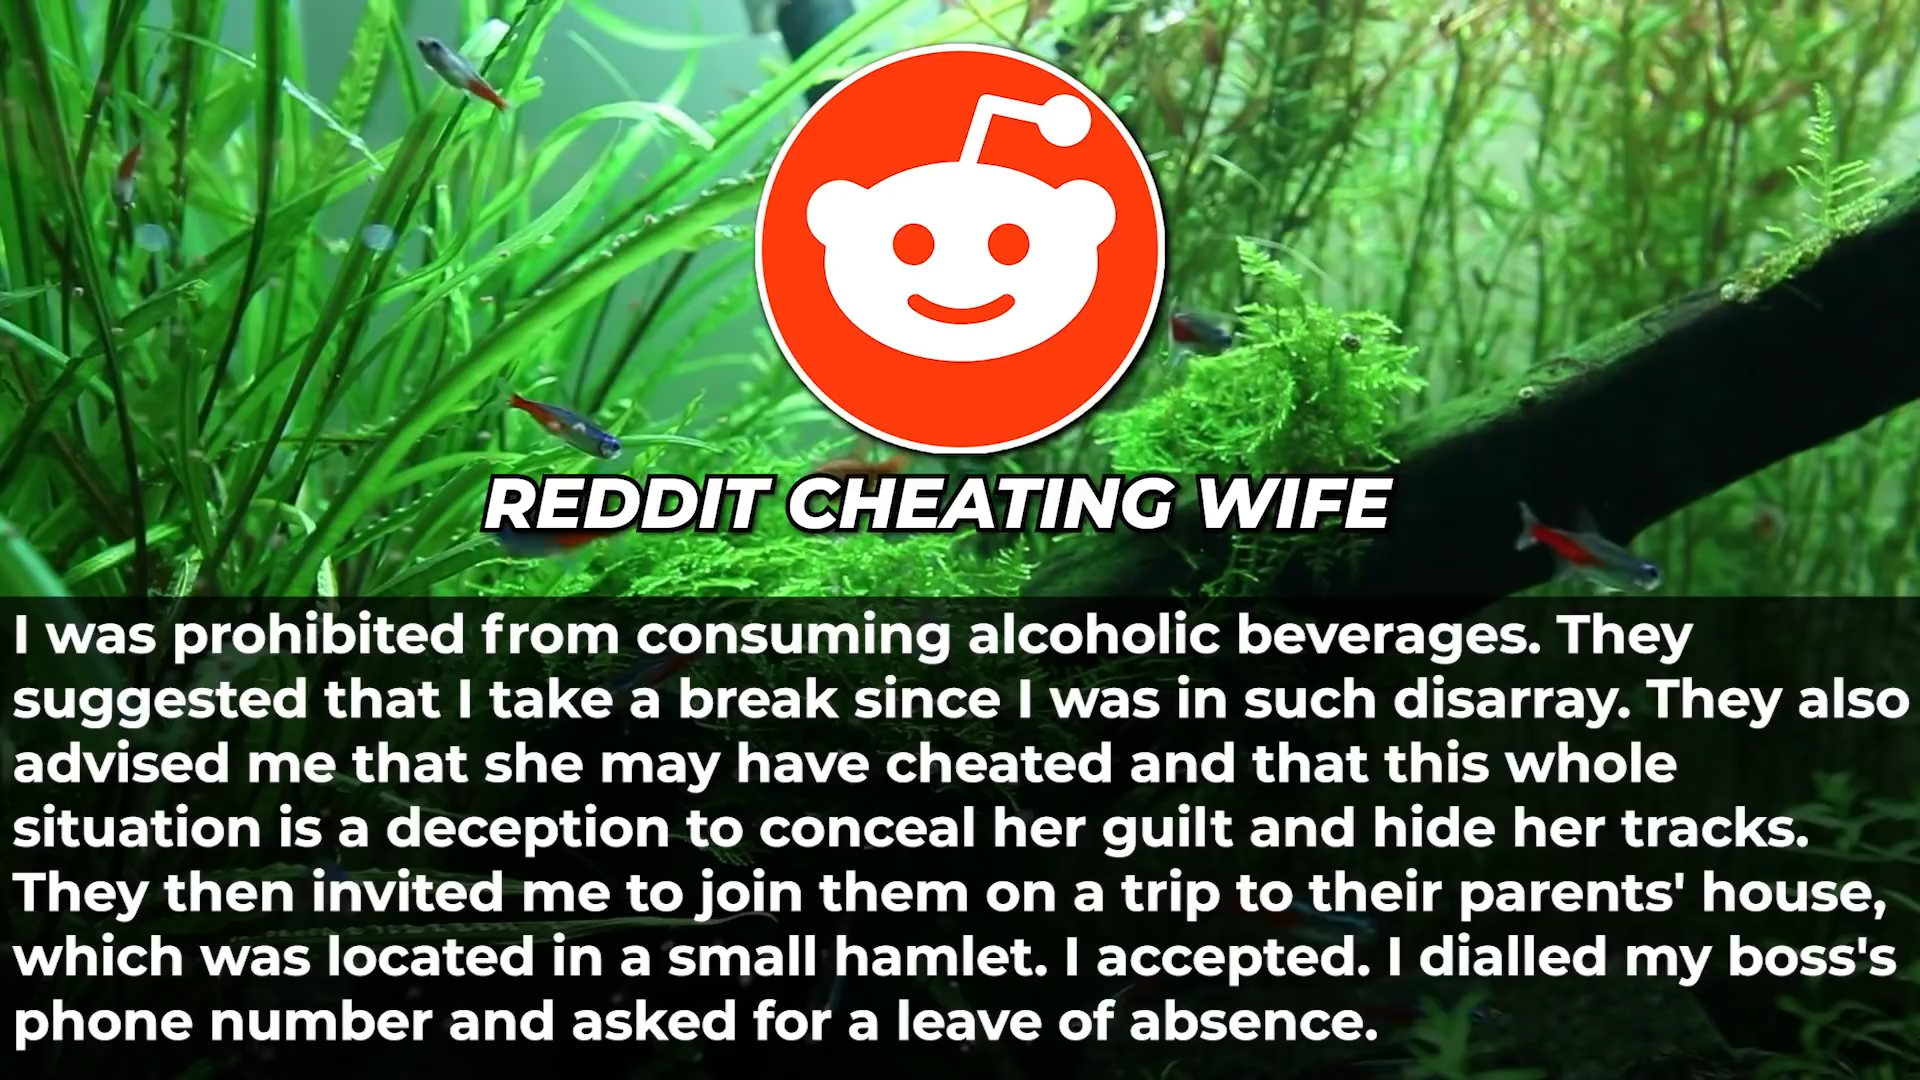 REDDIT CHEATING WIFE
I was prohibited from consuming alcoholic beverages. They
suggested that I take a break since I was in such disarray. They also
advised me that she may have cheated and that this whole
situation is a deception to conceal her guilt and hide her tracks.
They then invited me to join them on a trip to their parents' house,
which was located in a small hamlet. I accepted. I dialled my boss's
phone number and asked for a leave of absence.